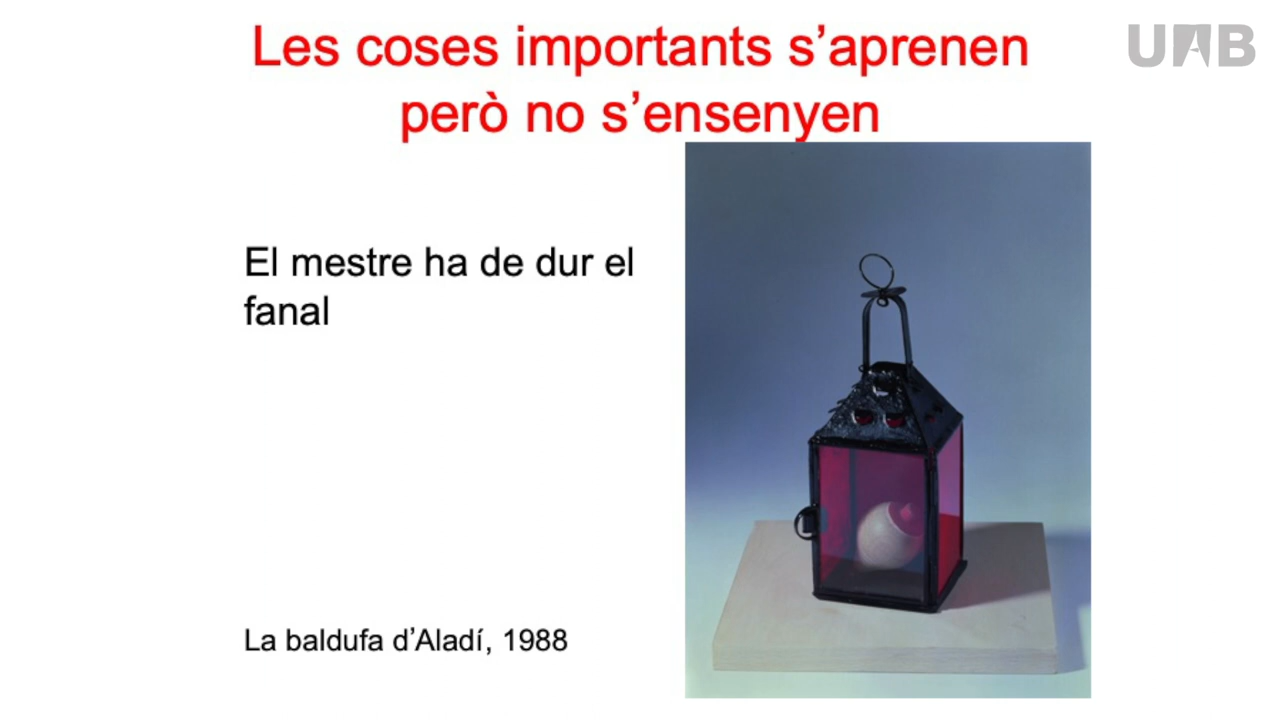 Les coses importants s’aprenen
però no s’ensenyen
UAB
El mestre ha de dur el
fanal
La baldufa d’Aladí, 1988